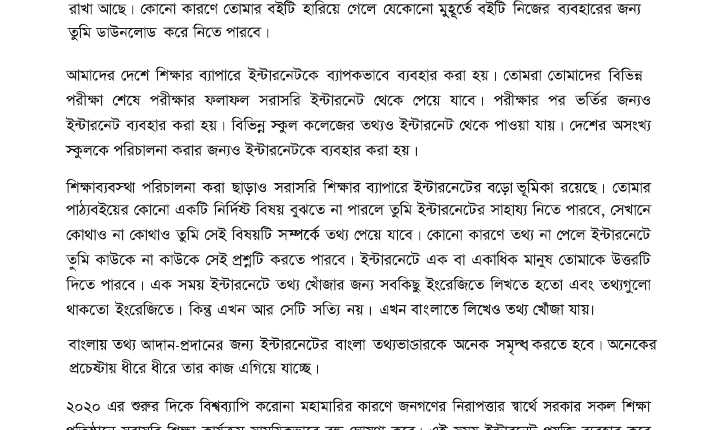 রাখা আছে। কোনো কারণে তোমার বইটি হারিয়ে গেলে যেকোনো মুহূর্তে বইটি নিজের ব্যবহারের জন্য
তুমি ডাউনলোড করে নিতে পারবে।
আমাদের দেশে শিক্ষার ব্যাপারে ইন্টারনেটকে ব্যাপকভাবে ব্যবহার করা হয়। তোমরা তোমাদের বিভিন্ন
পরীক্ষা শেষে পরীক্ষার ফলাফল সরাসরি ইন্টারনেট থেকে পেয়ে যাবে। পরীক্ষার পর ভর্তির জন্যও
ইন্টারনেট ব্যবহার করা হয়। বিভিন্ন স্কুল কলেজের তথ্যও ইন্টারনেট থেকে পাওয়া যায়। দেশের অসংখ্য
স্কুলকে পরিচালনা করার জন্যও ইন্টারনেটকে ব্যবহার করা হয়।
শিক্ষাব্যবস্থা পরিচালনা করা ছাড়াও সরাসরি শিক্ষার ব্যাপারে ইন্টারনেটের বড়ো ভূমিকা রয়েছে। তোমার
পাঠ্যবইয়ের কোনো একটি নির্দিষ্ট বিষয় বুঝতে না পারলে তুমি ইন্টারনেটের সাহায্য নিতে পারবে, সেখানে
কোথাও না কোথাও তুমি সেই বিষয়টি সম্পর্কে তথ্য পেয়ে যাবে। কোনো কারণে তথ্য না পেলে ইন্টারনেটে
তুমি কাউকে না কাউকে সেই প্রশ্নটি করতে পারবে। ইন্টারনেটে এক বা একাধিক মানুষ তোমাকে উত্তরটি
দিতে পারবে। এক সময় ইন্টারনেটে তথ্য খোঁজার জন্য সবকিছু ইংরেজিতে লিখতে হতো এবং তথ্যগুলো
থাকতো ইংরেজিতে। কিন্তু এখন আর সেটি সত্যি নয়। এখন বাংলাতে লিখেও তথ্য খোঁজা যায়।
বাংলায় তথ্য আদান-প্রদানের জন্য ইন্টারনেটের বাংলা তথ্যভান্ডারকে অনেক সমৃদ্ধ করতে হবে। অনেকের
প্রচেষ্টায় ধীরে ধীরে তার কাজ এগিয়ে যাচ্ছে।
২০২০ এর শুরুর দিকে বিশ্বব্যাপি করোনা মহামারির কারণে জনগণের নিরাপত্তার স্বার্থে সরকার সকল শিক্ষা